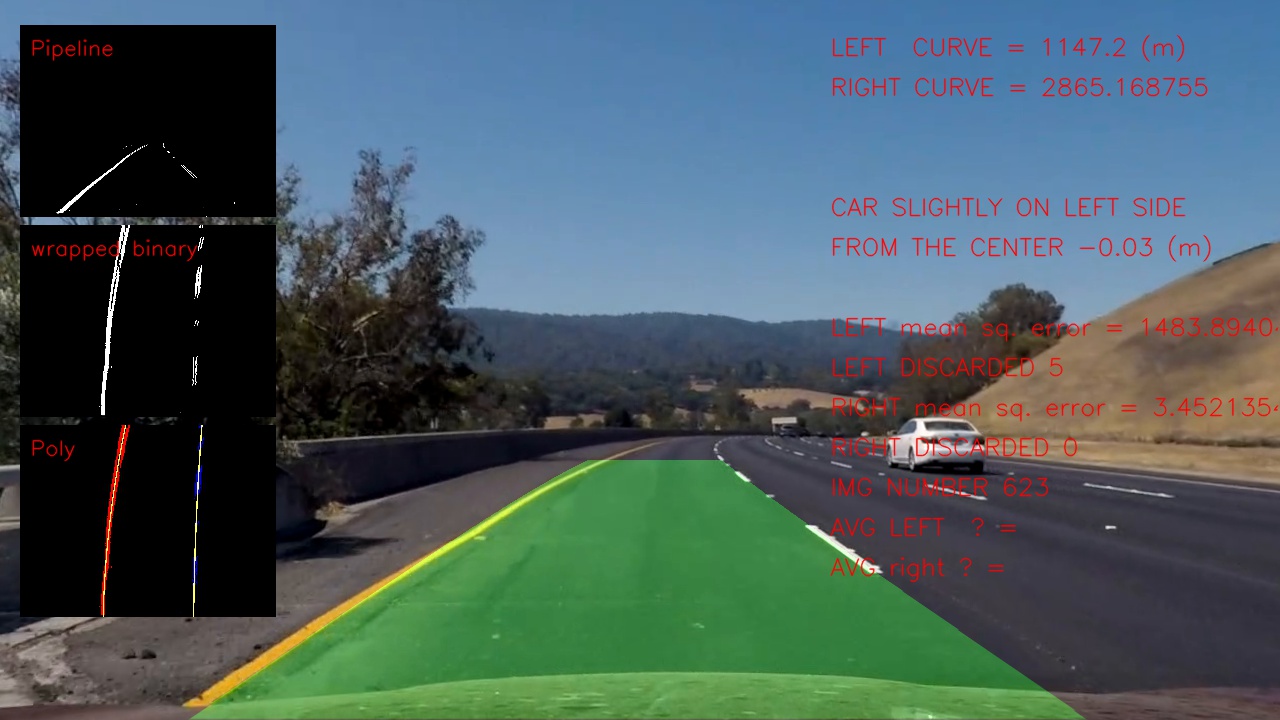 Pipeline
wrapped binary
Poly
LEFT CURVE = 1147.2 (m)
RIGHT CURVE = 2865.168755
CAR SLIGHTLY ON LEFT SIDE
FROM THE CENTER -0.03 (m)
LEFT mean sq. error = 1483.8940
LEFT DISCARDED 5
RIGHT mean sq. error = 3.452135
RIGHT DISCARDED 0
IMG NUMBER 623
AVG LEFT ? =
AVG right ? =